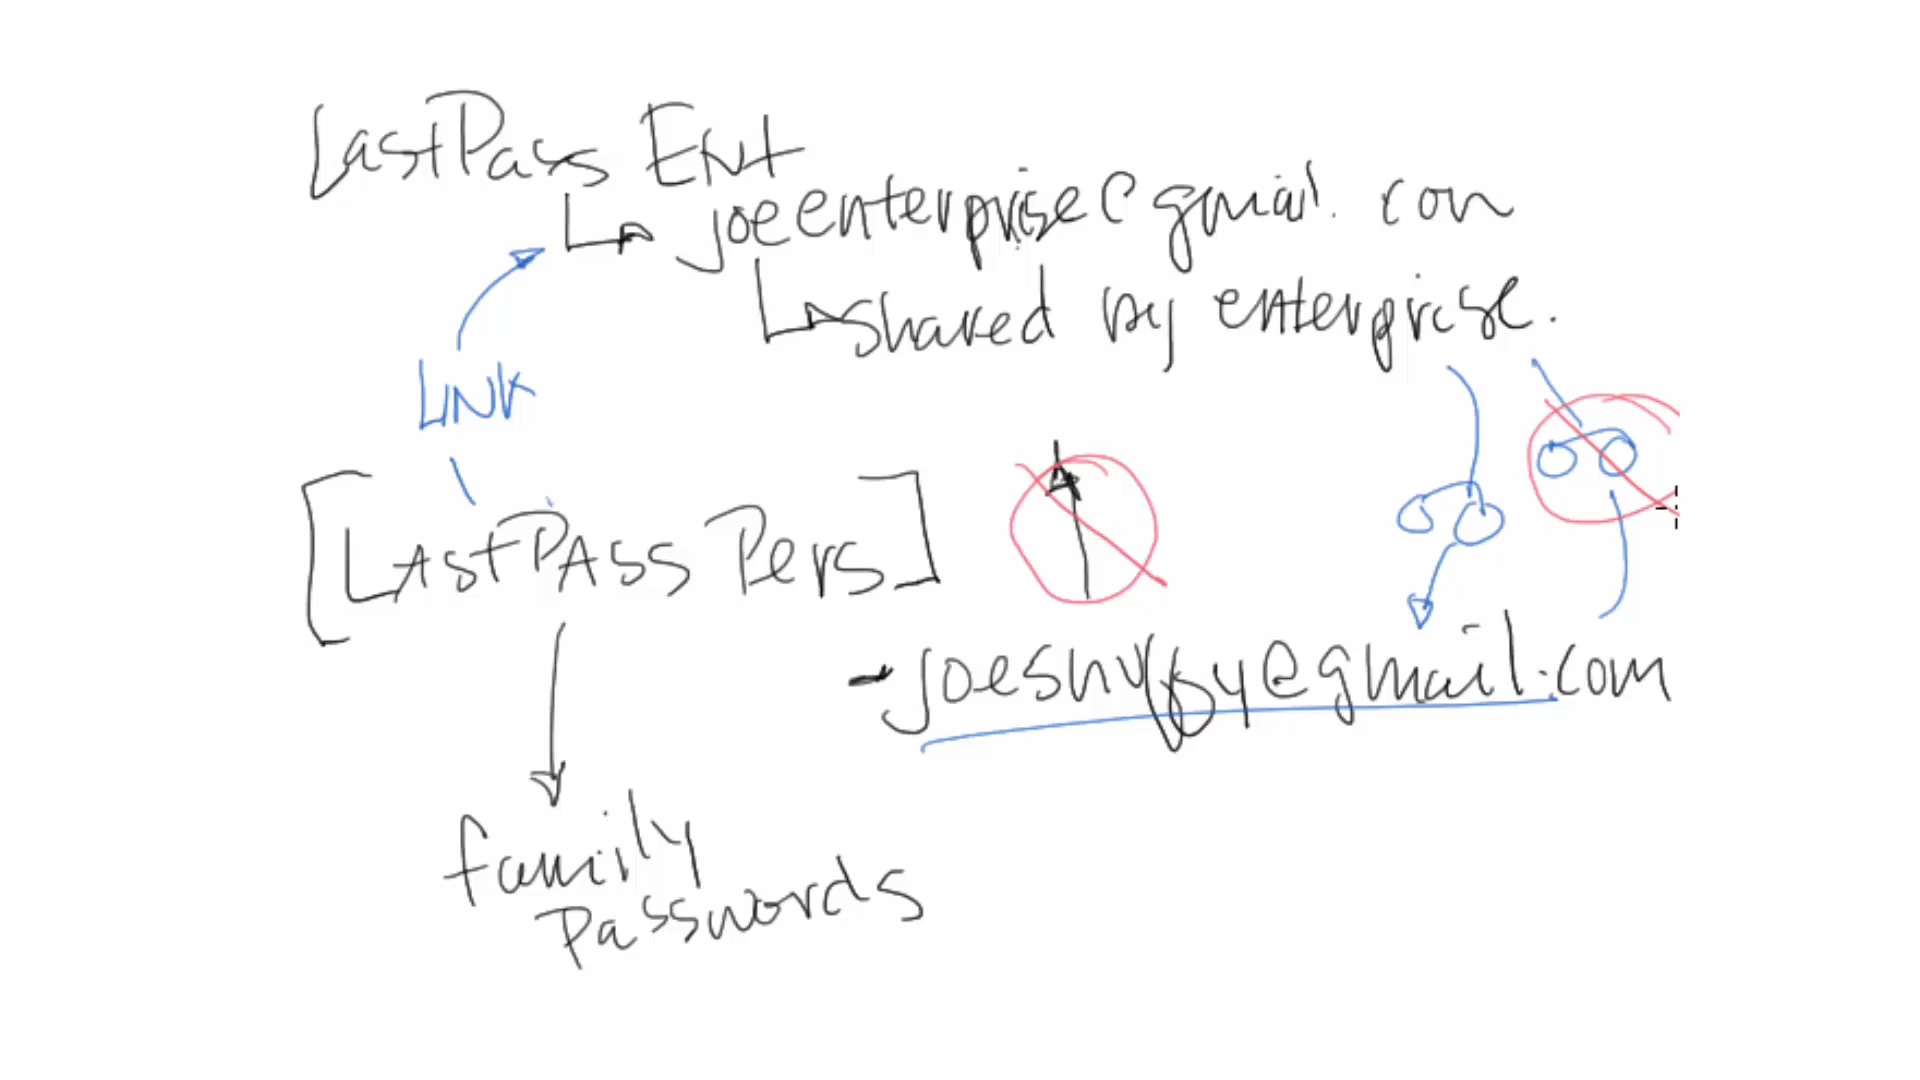 LastPass Ent
joeenterprise@gmail.com
shared by enterprise.
LINK
[LastPass Pers]
-joeshuffy@gmail.com
family
Passwords